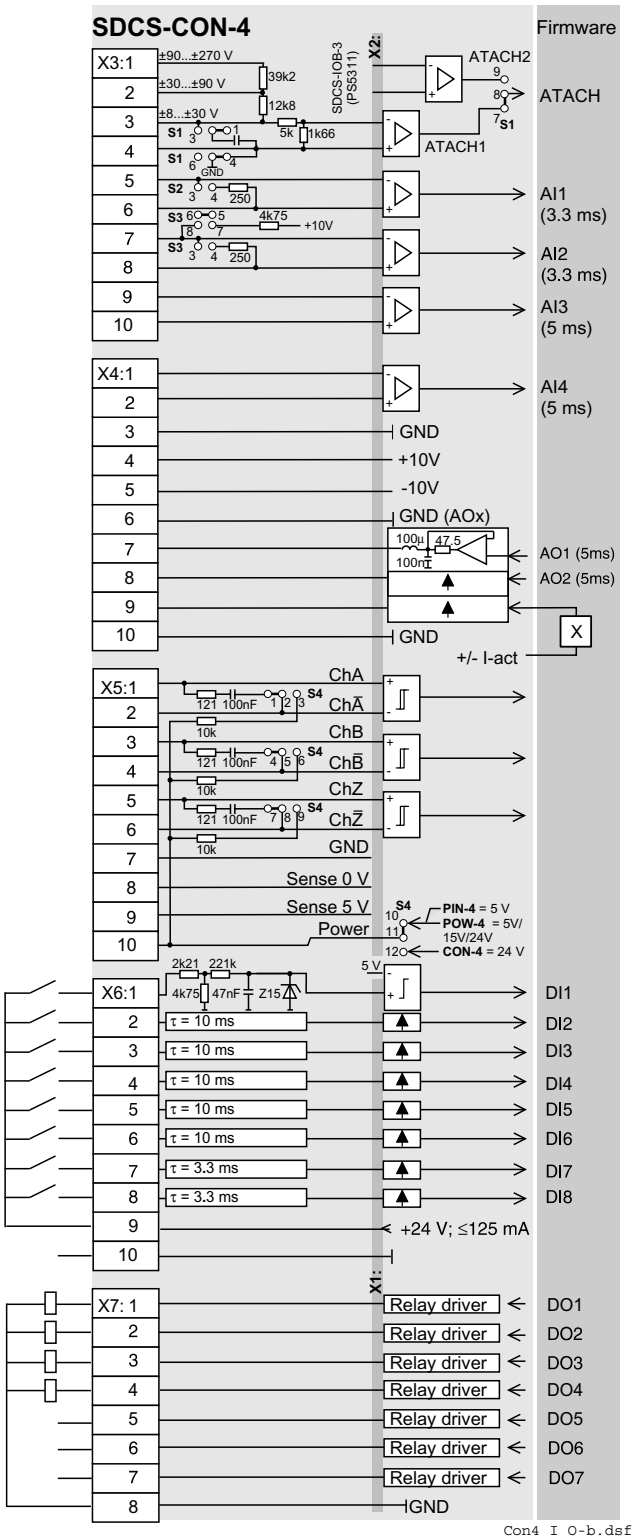 SDCS-CON-4
Firmware
X3:1
±90...±270 V
39k2
SDCS-IOB-3
(PS5311)
X2:
-
+
ATACH2
9
8
7
S1
ATACH
2
±30...±90 V
12k8
3
±8...±30 V
S1
3
1
5k
1k66
-
+
ATACH1
4
S1
6
GND
4
5
S2
3
4
250
-
+
AI1
(3.3 ms)
6
S3
6
5
8
7
4k75
+10V
7
S3
3
4
250
-
+
AI2
(3.3 ms)
8
9
-
+
AI3
(5 ms)
10
X4:1
-
+
AI4
(5 ms)
2
3
GND
4
+10V
5
-10V
6
GND (AOx)
7
100µ
47.5
100n
AO1 (5ms)
8
AO2 (5ms)
9
X
10
GND
+/- I-act
X5:1
ChA
+
-
121
100nF
1
2
3
S4
2
ChA̅
10k
3
ChB
+
-
121
100nF
4
5
6
S4
4
ChB̅
10k
5
ChZ
+
-
121
100nF
7
8
9
S4
6
ChZ̅
10k
7
GND
8
Sense 0 V
9
Sense 5 V
10
Power
S4
10
11
12
PIN-4 = 5 V
POW-4 = 5V/
15V/24V
CON-4 = 24 V
X6:1
2k21
221k
4k75
47nF
Z15
5 V
-
+
DI1
2
τ = 10 ms
DI2
3
τ = 10 ms
DI3
4
τ = 10 ms
DI4
5
τ = 10 ms
DI5
6
τ = 10 ms
DI6
7
τ = 3.3 ms
DI7
8
τ = 3.3 ms
DI8
9
+24 V; ≤125 mA
10
X1:
X7: 1
Relay driver
DO1
2
Relay driver
DO2
3
Relay driver
DO3
4
Relay driver
DO4
5
Relay driver
DO5
6
Relay driver
DO6
7
Relay driver
DO7
8
GND
Con4 I O-b.dsf